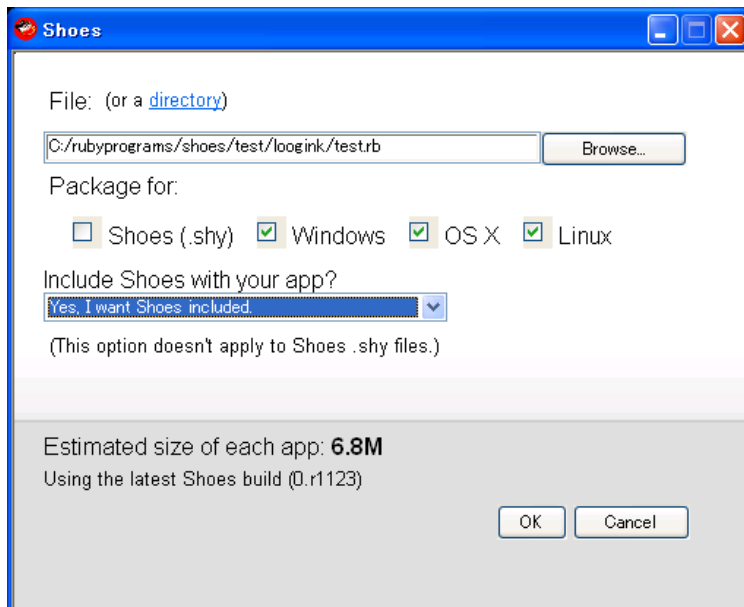 Shoes
File: (or a directory)
C:/rubyprograms/shoes/test/loogink/test.rb Browse...
Package for:
Shoes (.shy) Windows OS X Linux
Include Shoes with your app?
Yes, I want Shoes included.
(This option doesn't apply to Shoes .shy files.)
Estimated size of each app: 6.8M
Using the latest Shoes build (0.r1123)
OK Cancel